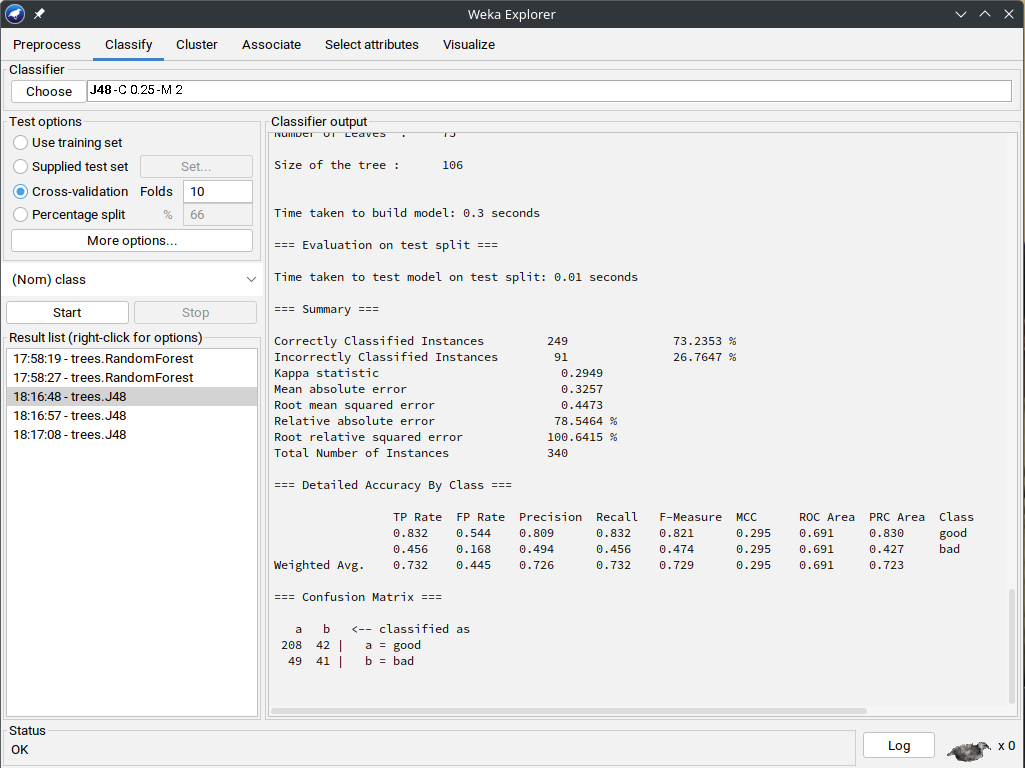 Weka Explorer
Preprocess Classify Cluster Associate Select attributes Visualize
Classifier
Choose J48 -C 0.25 -M 2
Test options
Use training set
Supplied test set Set...
Cross-validation Folds 10
Percentage split % 66
More options...
(Nom) class
Start Stop
Result list (right-click for options)
17:58:19 - trees.RandomForest
17:58:27 - trees.RandomForest
18:16:48 - trees.J48
18:16:57 - trees.J48
18:17:08 - trees.J48
Classifier output
Number of Leaves  : 	73
Size of the tree : 	106
Time taken to build model: 0.3 seconds
=== Evaluation on test split ===
Time taken to test model on test split: 0.01 seconds
=== Summary ===
Correctly Classified Instances 249 73.2353 %
Incorrectly Classified Instances 91 26.7647 %
Kappa statistic 0.2949
Mean absolute error 0.3257
Root mean squared error 0.4473
Relative absolute error 78.5464 %
Root relative squared error 100.6415 %
Total Number of Instances 340
=== Detailed Accuracy By Class ===
TP Rate FP Rate Precision Recall F-Measure MCC ROC Area PRC Area Class
0.832 0.544 0.809 0.832 0.821 0.295 0.691 0.830 good
0.456 0.168 0.494 0.456 0.474 0.295 0.691 0.427 bad
Weighted Avg. 0.732 0.445 0.726 0.732 0.729 0.295 0.691 0.723
=== Confusion Matrix ===
a b <-- classified as
208 42 | a = good
49 41 | b = bad
Status
OK
Log x 0